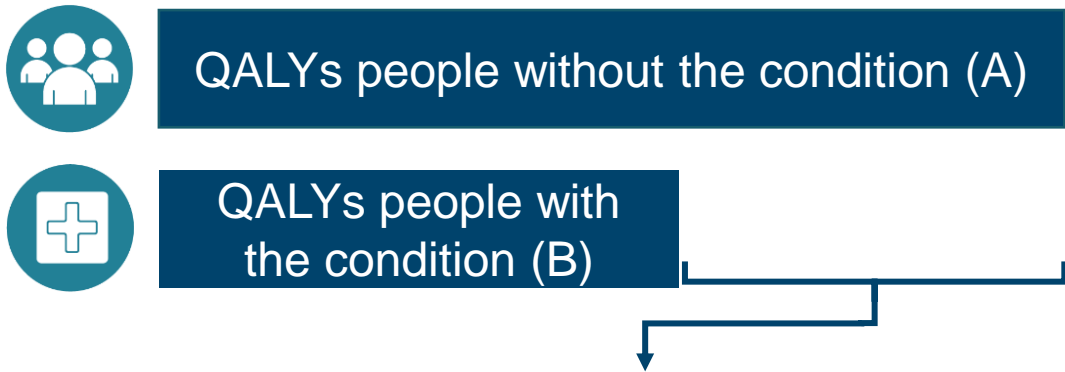 QALYs people without the condition (A)
QALYs people with
the condition (B)